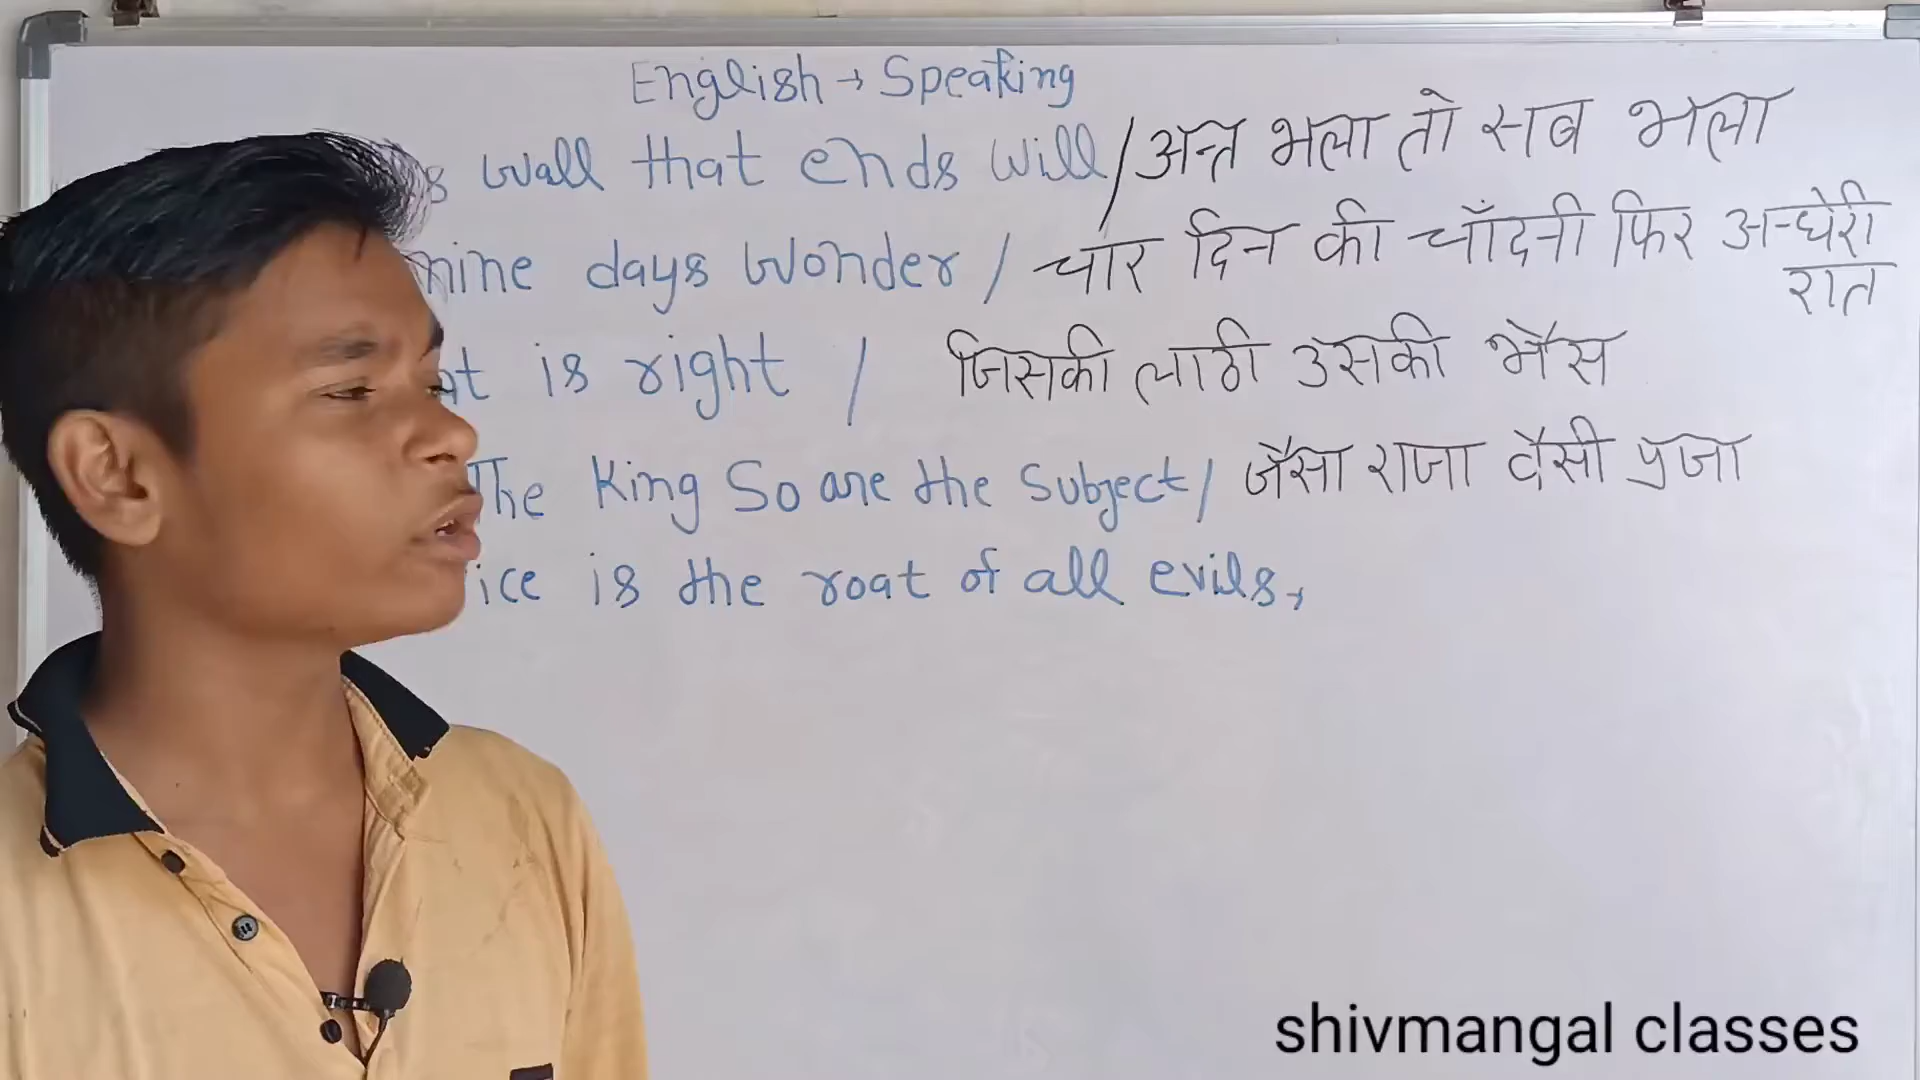 English → Speaking
s wall that ends will / अन्त भला तो सब भला
nine days wonder / चार दिन की चाँदनी फिर अन्धेरी
रात
is right / जिसकी लाठी उसकी भैस
The King So are the Subject / जैसा राजा वैसी प्रजा
ice is the roat of all evils,
shivmangal classes